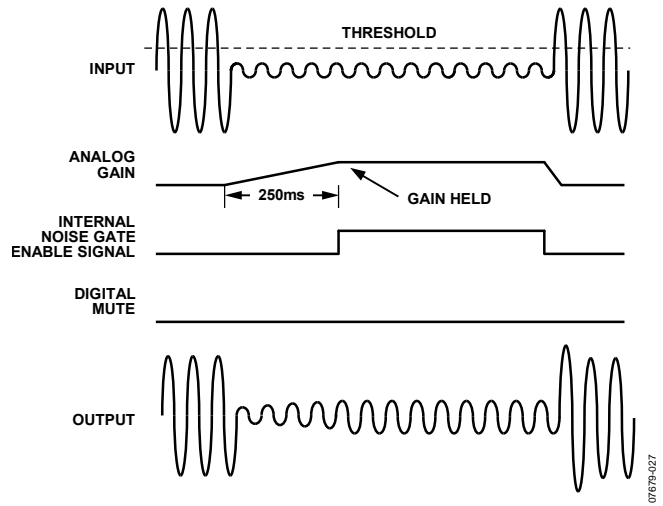 THRESHOLD
INPUT
ANALOG
GAIN
250ms
GAIN HELD
INTERNAL
NOISE GATE
ENABLE SIGNAL
DIGITAL
MUTE
OUTPUT
07679-027